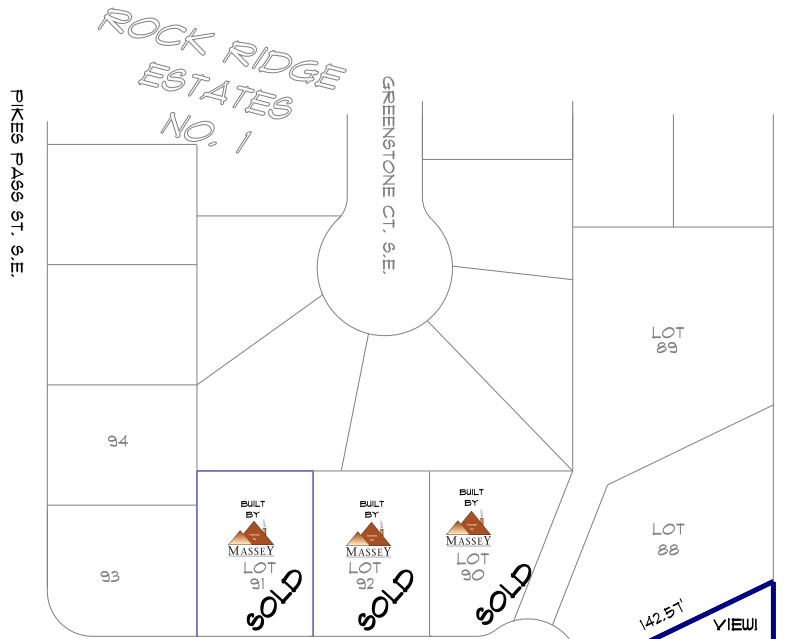 ROCK RIDGE
ESTATES
NO. 1
PIKES PASS ST. S.E.
GREENSTONE CT. S.E.
LOT
89
94
93
BUILT
BY
MASSEY
LOT
91
SOLD
BUILT
BY
MASSEY
LOT
92
SOLD
BUILT
BY
MASSEY
LOT
90
SOLD
LOT
88
142.57'
VIEW!